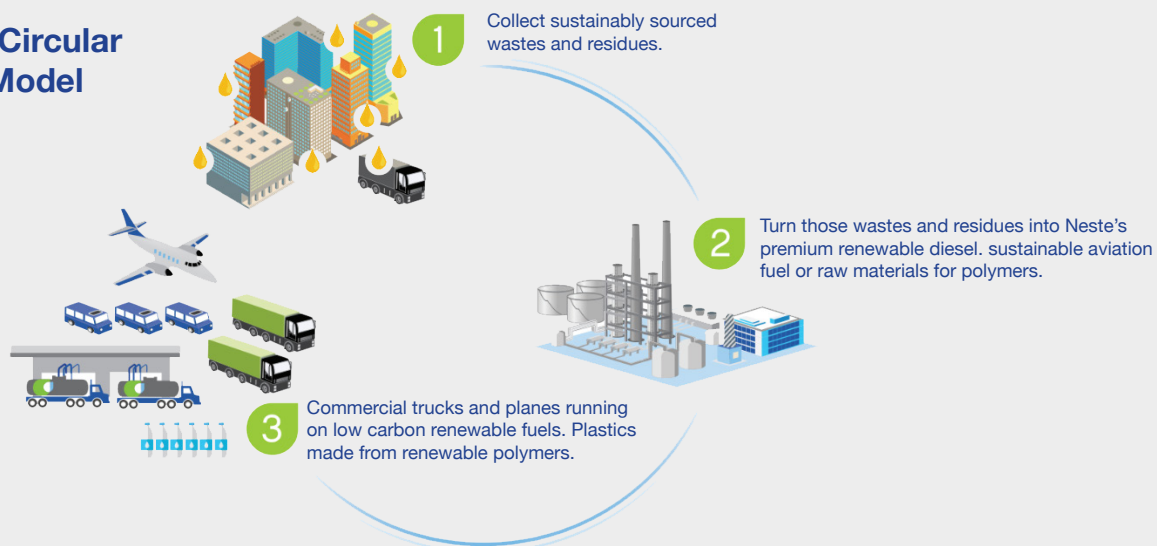 Circular
Model
1
Collect sustainably sourced
wastes and residues.
2
Turn those wastes and residues into Neste’s
premium renewable diesel. sustainable aviation
fuel or raw materials for polymers.
3
Commercial trucks and planes running
on low carbon renewable fuels. Plastics
made from renewable polymers.